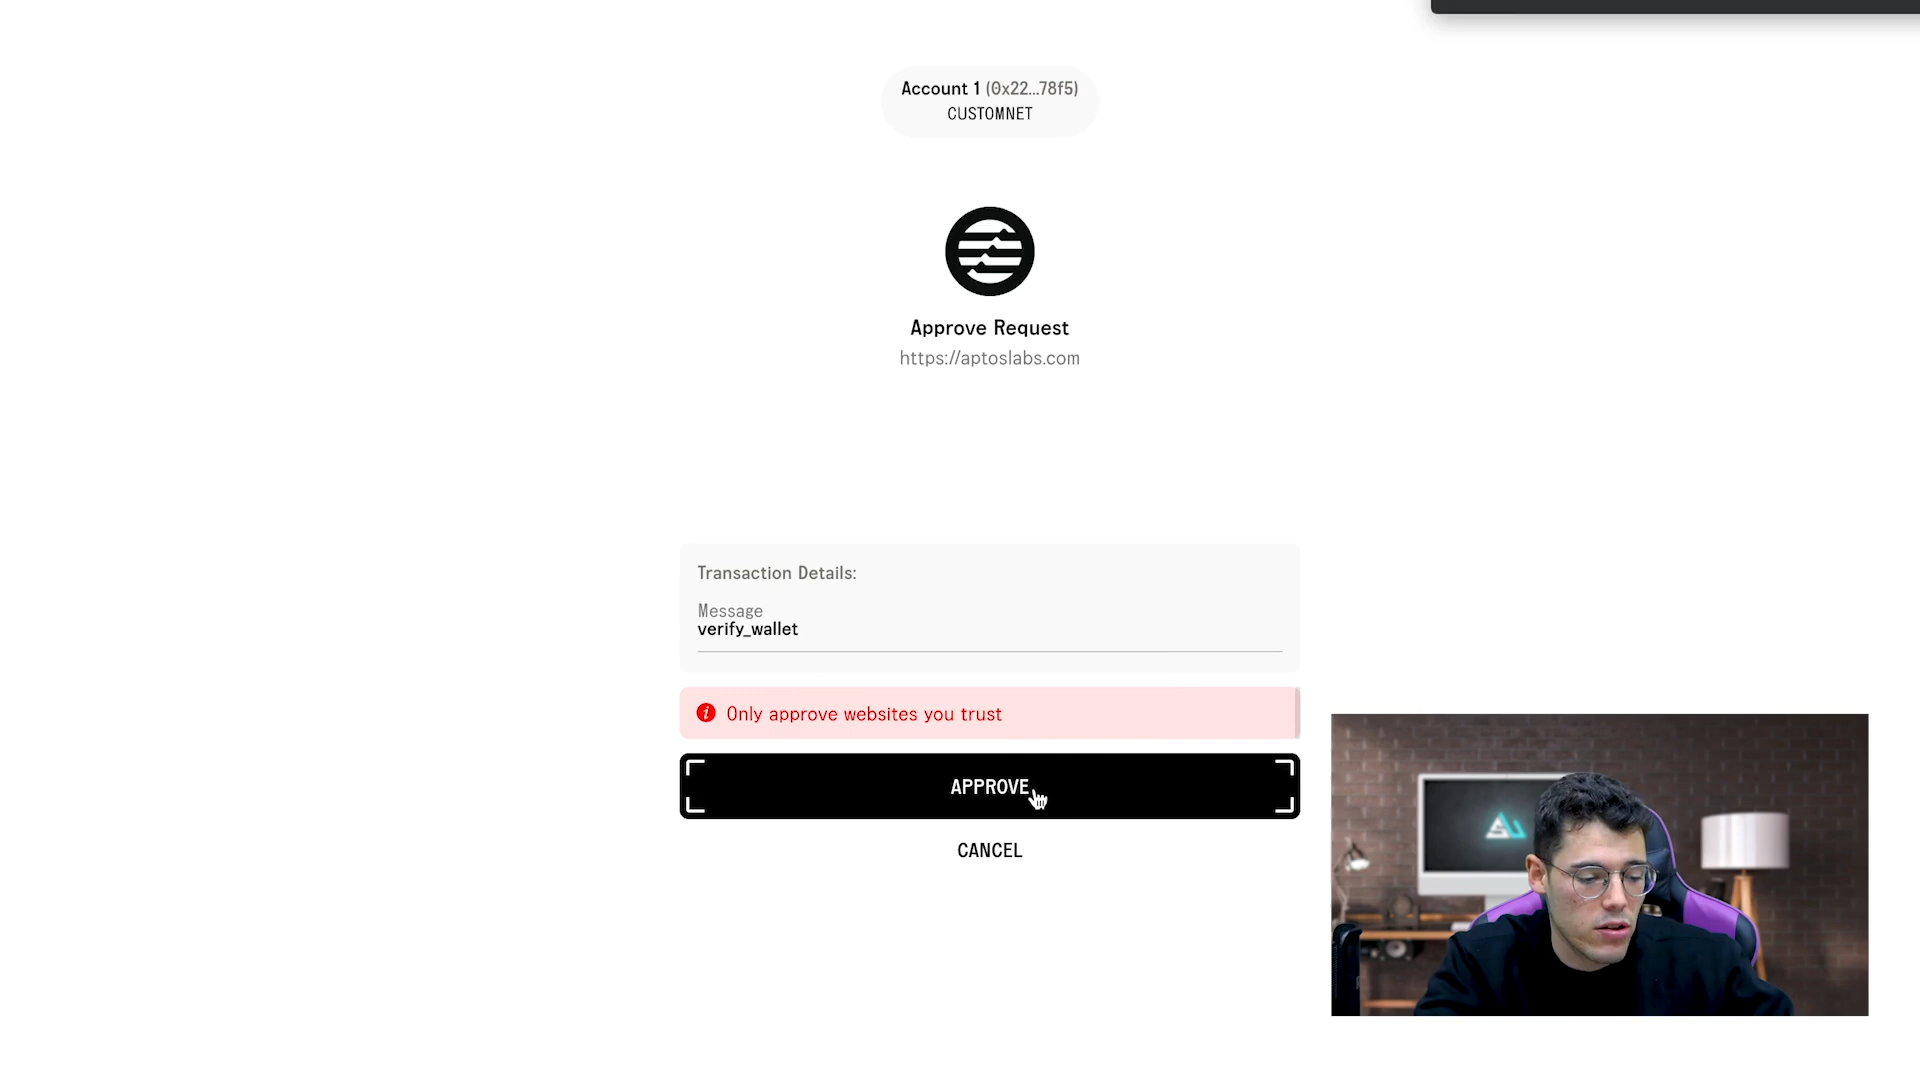 Account 1 (0x22...78f5)
CUSTOMNET
Approve Request
https://aptoslabs.com
Transaction Details:
Message
verify_wallet
Only approve websites you trust
APPROVE
CANCEL